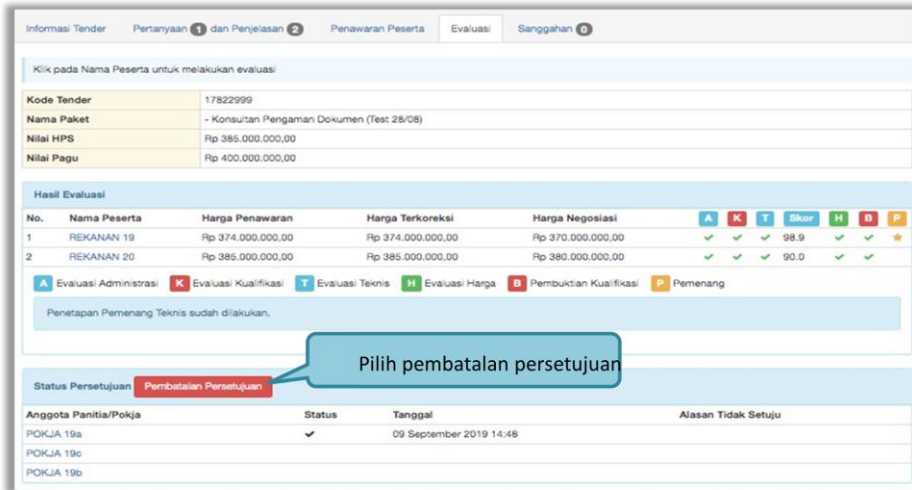 Informasi Tender Pertanyaan 1 dan Penjelasan 2 Penawaran Peserta Evaluasi Sanggahan 0
Klik pada Nama Peserta untuk melakukan evaluasi
Kode Tender 17822999
Nama Paket - Konsultan Pengaman Dokumen (Test 28/08)
Nilai HPS Rp 385.000.000,00
Nilai Pagu Rp 400.000.000,00
Hasil Evaluasi
No. Nama Peserta Harga Penawaran Harga Terkoreksi Harga Negosiasi A K T Skor H B P
1 REKANAN 19 Rp 374.000.000,00 Rp 374.000.000,00 Rp 370.000.000,00 98.9
2 REKANAN 20 Rp 385.000.000,00 Rp 385.000.000,00 Rp 380.000.000,00 90.0
A Evaluasi Administrasi K Evaluasi Kualifikasi T Evaluasi Teknis H Evaluasi Harga B Pembuktian Kualifikasi P Pemenang
Penetapan Pemenang Teknis sudah dilakukan.
Pilih pembatalan persetujuan
Status Persetujuan Pembatalan Persetujuan
Anggota Panitia/Pokja Status Tanggal Alasan Tidak Setuju
POKJA 19a 09 September 2019 14:46
POKJA 19c
POKJA 19b